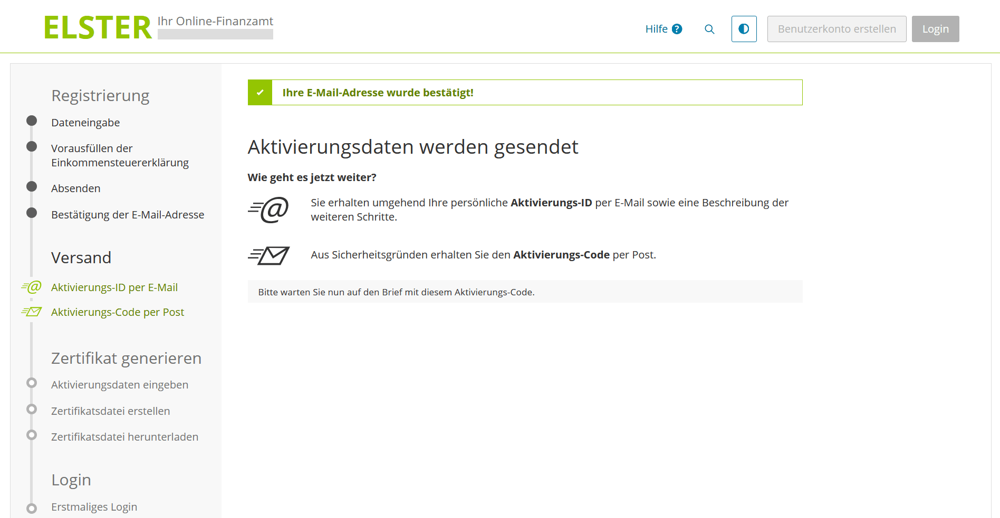 ELSTER
Ihr Online-Finanzamt
Hilfe ?
Benutzerkonto erstellen
Login
Registrierung
Dateneingabe
Vorausfüllen der
Einkommensteuererklärung
Absenden
Bestätigung der E-Mail-Adresse
Versand
@ Aktivierungs-ID per E-Mail
Aktivierungs-Code per Post
Zertifikat generieren
Aktivierungsdaten eingeben
Zertifikatsdatei erstellen
Zertifikatsdatei herunterladen
Login
Erstmaliges Login
Ihre E-Mail-Adresse wurde bestätigt!
Aktivierungsdaten werden gesendet
Wie geht es jetzt weiter?
@ Sie erhalten umgehend Ihre persönliche Aktivierungs-ID per E-Mail sowie eine Beschreibung der
weiteren Schritte.
Aus Sicherheitsgründen erhalten Sie den Aktivierungs-Code per Post.
Bitte warten Sie nun auf den Brief mit diesem Aktivierungs-Code.